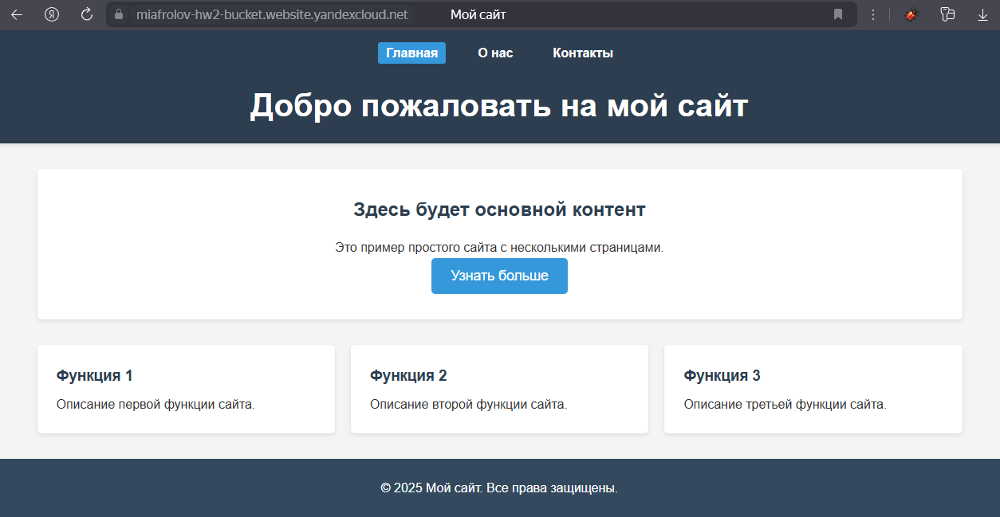 miafrolov-hw2-bucket.website.yandexcloud.net Мой сайт
Главная О нас Контакты
Добро пожаловать на мой сайт
Здесь будет основной контент
Это пример простого сайта с несколькими страницами.
Узнать больше
Функция 1
Описание первой функции сайта.
Функция 2
Описание второй функции сайта.
Функция 3
Описание третьей функции сайта.
© 2025 Мой сайт. Все права защищены.